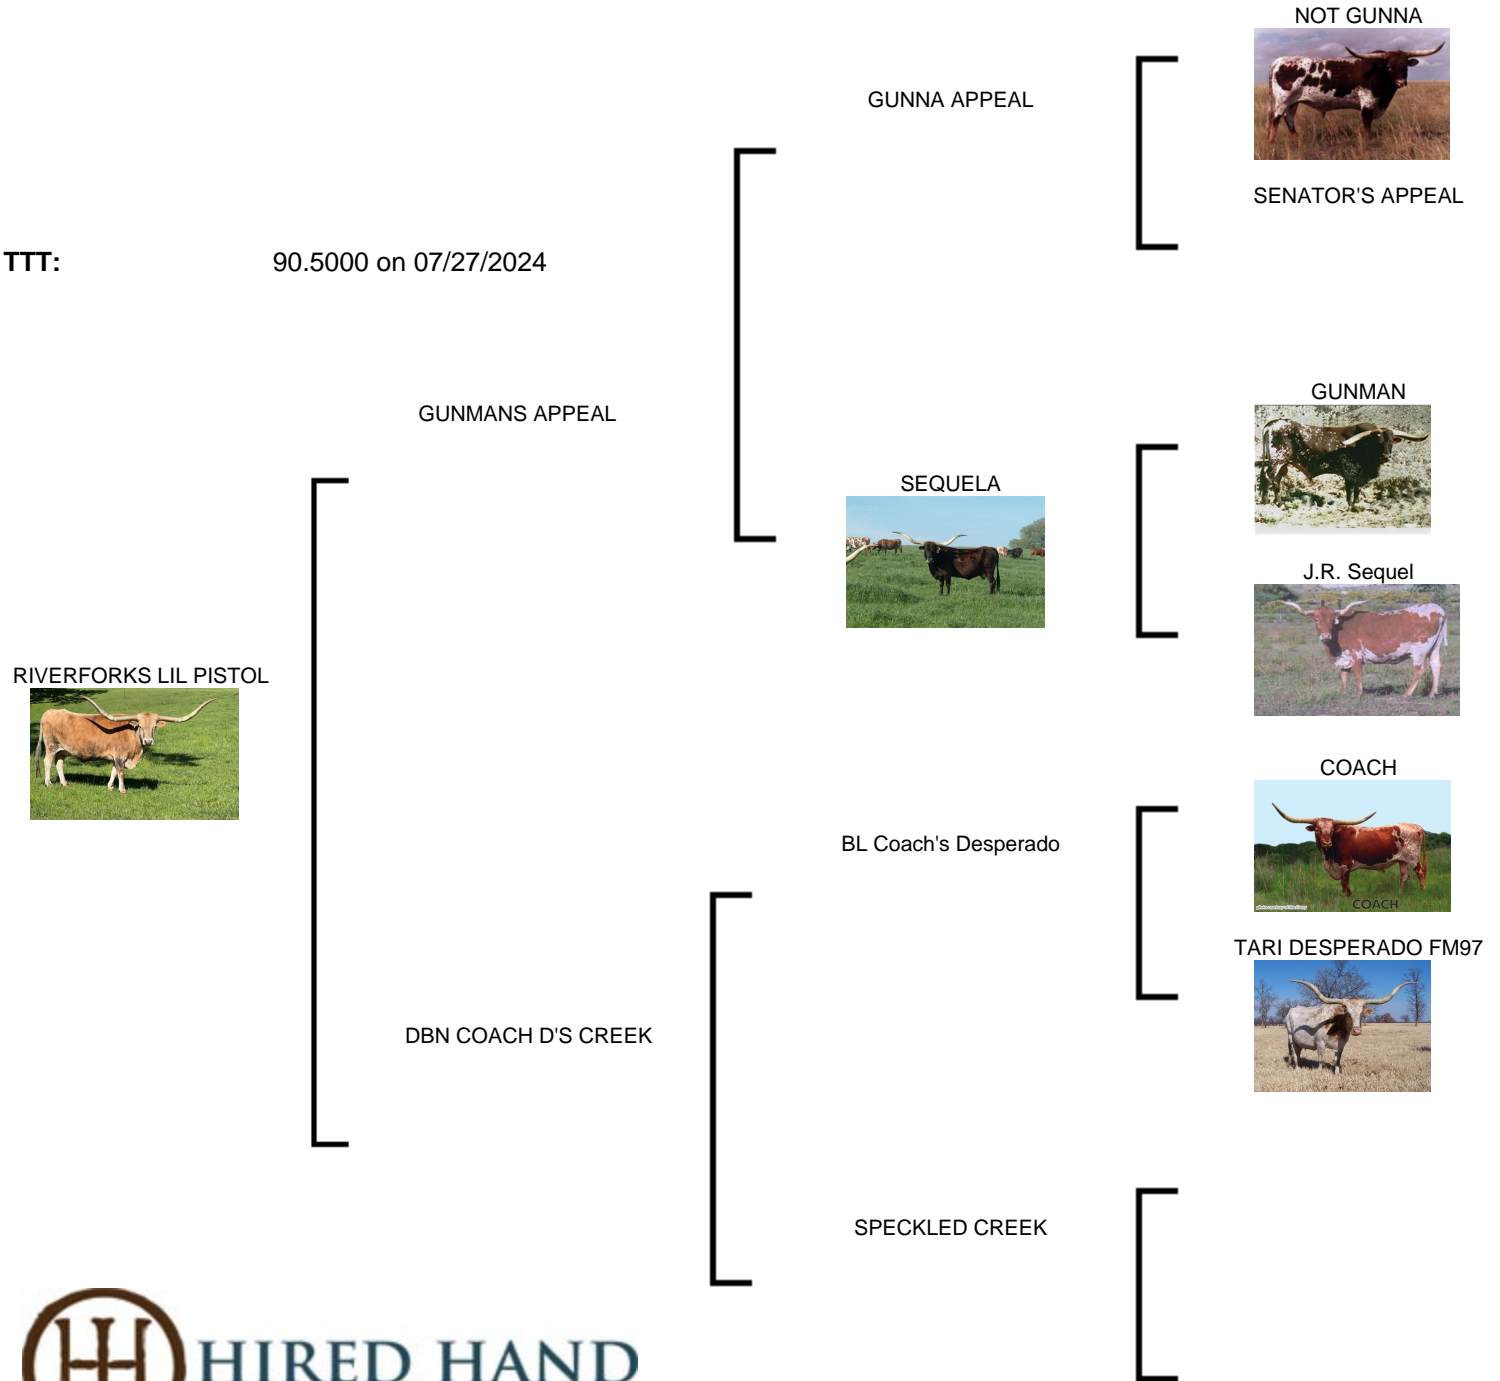 NOT GUNNA
GUNNA APPEAL
SENATOR'S APPEAL
TTT: 90.5000 on 07/27/2024
GUNMAN
GUNMANS APPEAL
SEQUELA
J.R. Sequel
RIVERFORKS LIL PISTOL
COACH
BL Coach's Desperado
COACH
TARI DESPERADO FM97
DBN COACH D'S CREEK
SPECKLED CREEK
HIRED HAND